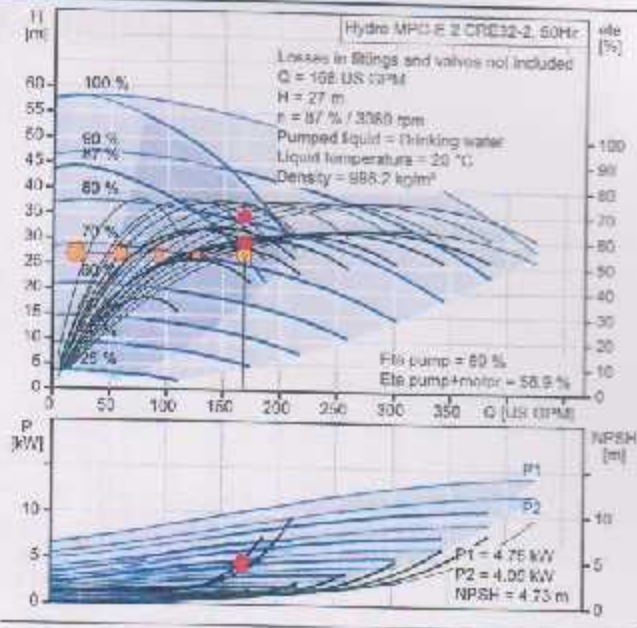 H
[m]
Hydro MPC-E 2 CRE32-2, 60Hz
eta
[%]
Losses in fittings and valves not included
Q = 168 US GPM
H = 27 m
n = 87 % /
Pumped liquid = Drinking water
Liquid temperature = 20 °C
Density = 998.2 kg/m³
100 %
90 %
87 %
80 %
70 %
60 %
25 %
60
55
50
45
40
35
30
25
20
15
10
5
0
100
90
80
70
60
50
40
30
20
10
0
Eta pump = 69 %
Eta pump+motor = 58.9 %
0
50
100
150
200
250
300
350
Q [US GPM]
P
[kW]
NPSH
[m]
P1
P2
10
5
0
10
5
0
P1 = 4.76 kW
P2 = 4.06 kW
NPSH = 4.73 m